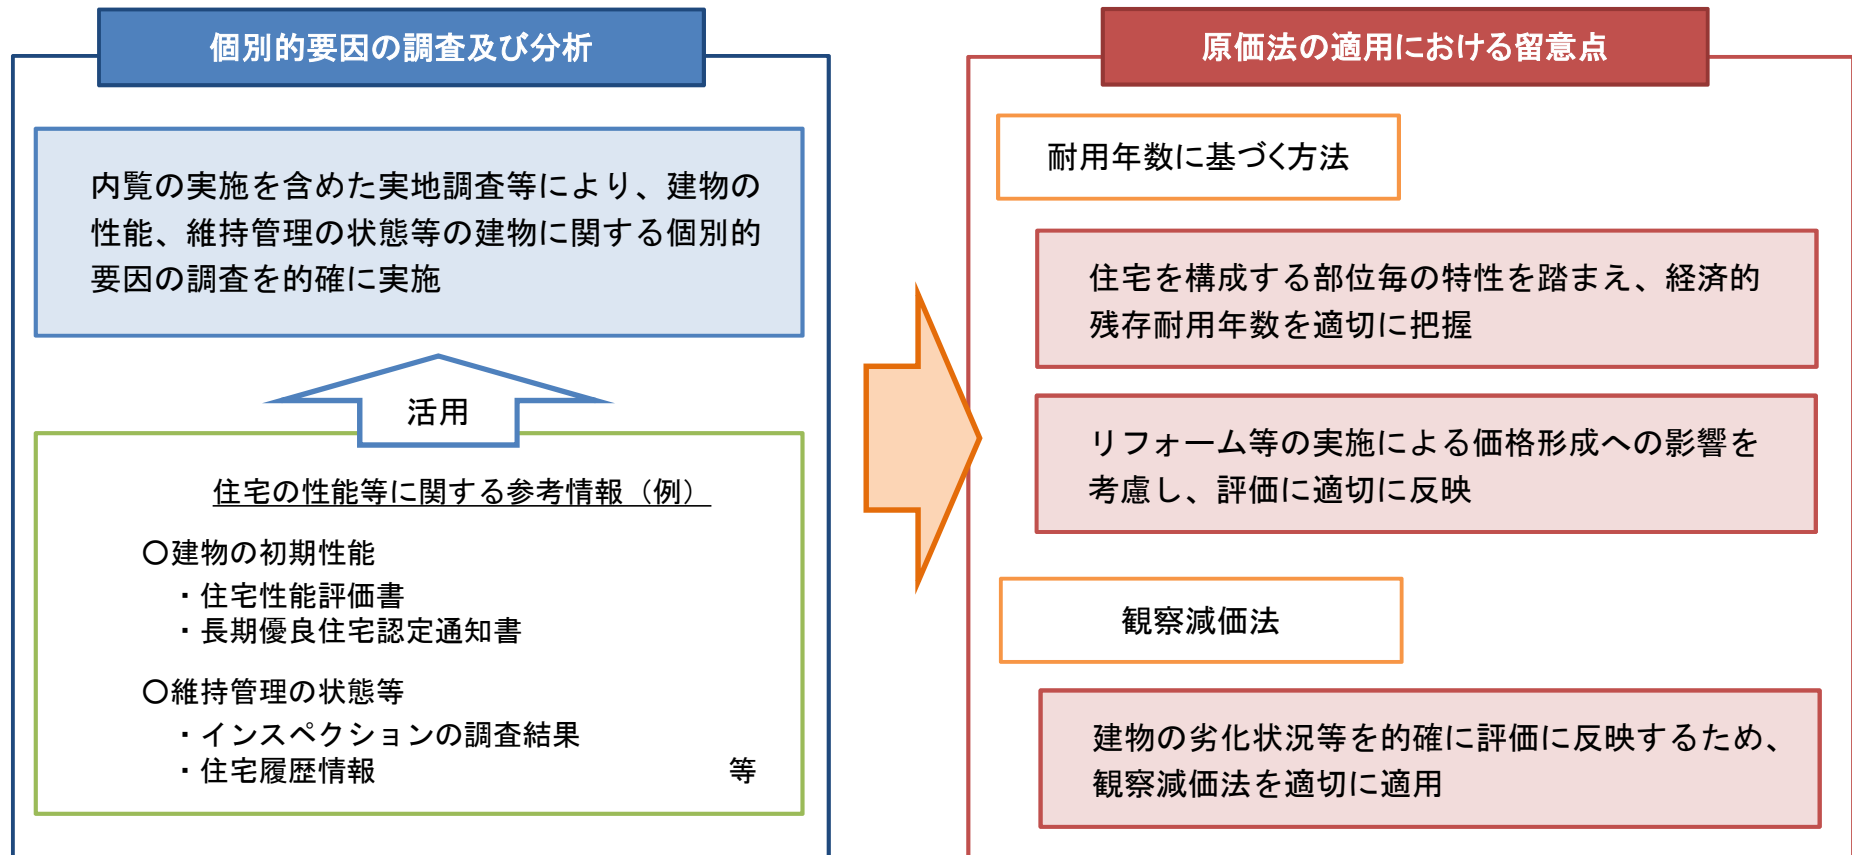 個別的要因の調査及び分析
内覧の実施を含めた実地調査等により、建物の
性能、維持管理の状態等の建物に関する個別的
要因の調査を的確に実施
活用
住宅の性能等に関する参考情報（例）
〇建物の初期性能
・住宅性能評価書
・長期優良住宅認定通知書
〇維持管理の状態等
・インスペクションの調査結果
・住宅履歴情報　等
原価法の適用における留意点
耐用年数に基づく方法
住宅を構成する部位毎の特性を踏まえ、経済的
残存耐用年数を適切に把握
リフォーム等の実施による価格形成への影響を
考慮し、評価に適切に反映
観察減価法
建物の劣化状況等を的確に評価に反映するため、
観察減価法を適切に適用